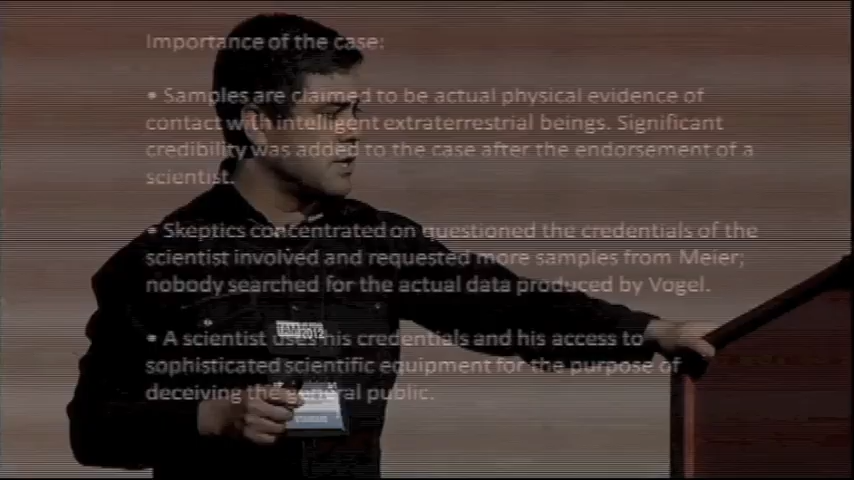 Importance of the case:
• Samples are claimed to be actual physical evidence of
contact with intelligent extraterrestrial beings. Significant
credibility was added to the case after the endorsement of a
scientist.
• Skeptics concentrated on questioned the credentials of the
scientist involved and requested more samples from Meier;
nobody searched for the actual data produced by Vogel.
• A scientist uses his credentials and his access to
sophisticated scientific equipment for the purpose of
deceiving the general public.
TAM
2012